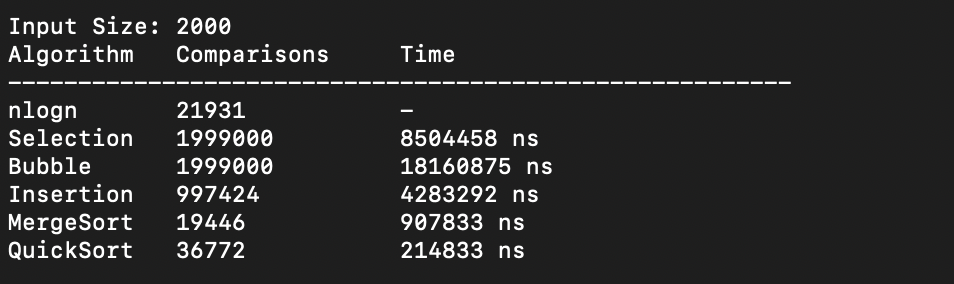 Input Size: 2000
Algorithm Comparisons Time
--------------------------------------------------------
nlogn 21931 -
Selection 1999000 8504458 ns
Bubble 1999000 18160875 ns
Insertion 997424 4283292 ns
MergeSort 19446 907833 ns
QuickSort 36772 214833 ns